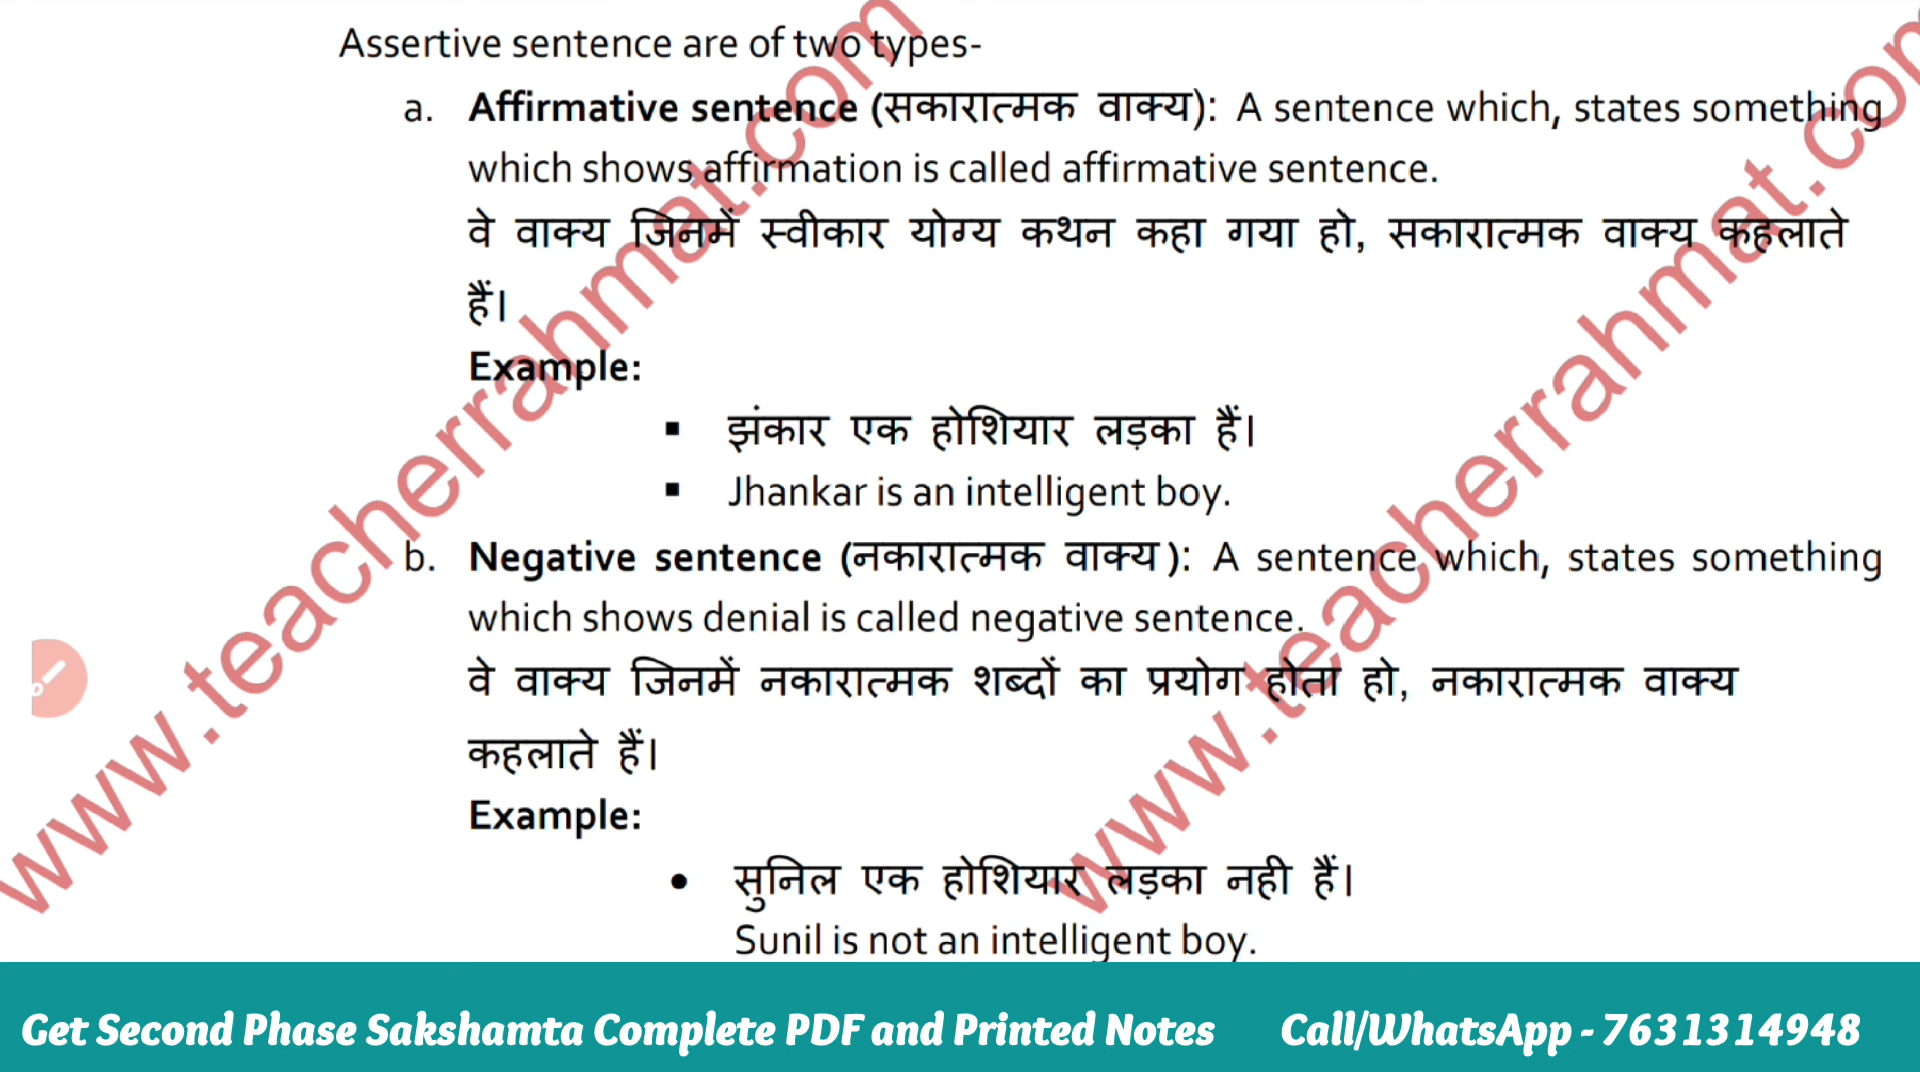 Assertive sentence are of two types-
a. Affirmative sentence (सकारात्मक वाक्य): A sentence which, states something
which shows affirmation is called affirmative sentence.
वे वाक्य जिनमें स्वीकार योग्य कथन कहा गया हो, सकारात्मक वाक्य कहलाते
हैं।
Example:
▪ झंकार एक होशियार लड़का हैं।
▪ Jhankar is an intelligent boy.
b. Negative sentence (नकारात्मक वाक्य ): A sentence which, states something
which shows denial is called negative sentence.
वे वाक्य जिनमें नकारात्मक शब्दों का प्रयोग होता हो, नकारात्मक वाक्य
कहलाते हैं।
Example:
• सुनिल एक होशियार लड़का नही हैं।
Sunil is not an intelligent boy.
www.teacherrahmat.com
www.teacherrahmat.com
Get Second Phase Sakshamta Complete PDF and Printed Notes Call/WhatsApp - 7631314948